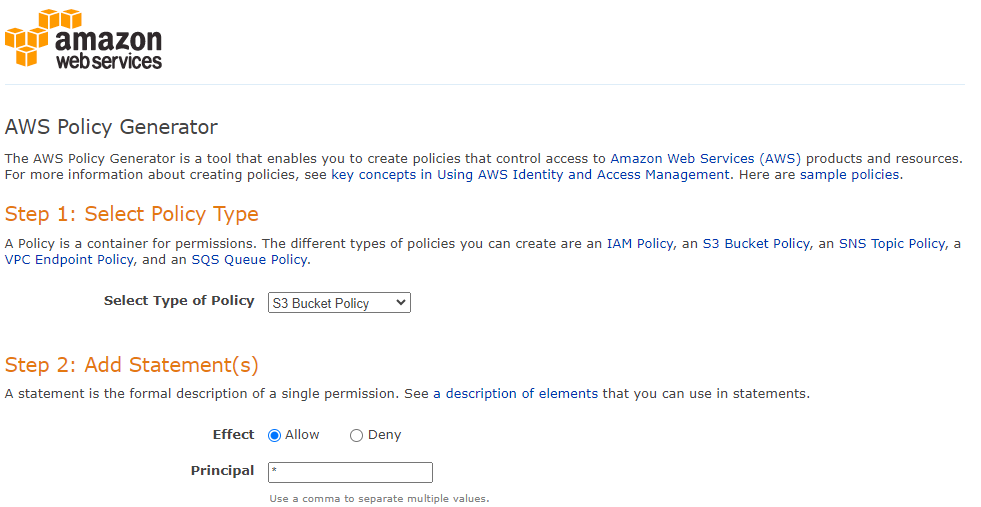 amazon
web services
AWS Policy Generator
The AWS Policy Generator is a tool that enables you to create policies that control access to Amazon Web Services (AWS) products and resources.
For more information about creating policies, see key concepts in Using AWS Identity and Access Management. Here are sample policies.
Step 1: Select Policy Type
A Policy is a container for permissions. The different types of policies you can create are an IAM Policy, an S3 Bucket Policy, an SNS Topic Policy, a
VPC Endpoint Policy, and an SQS Queue Policy.
Select Type of Policy S3 Bucket Policy
Step 2: Add Statement(s)
A statement is the formal description of a single permission. See a description of elements that you can use in statements.
Effect Allow Deny
Principal *
Use a comma to separate multiple values.